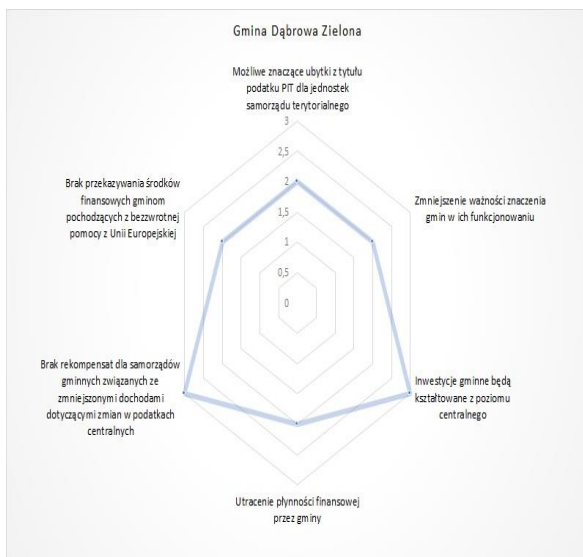 Gmina Dąbrowa Zielona
Możliwe znaczące ubytki z tytułu
podatku PIT dla jednostek
samorządu terytorialnego
3
2,5
2
1,5
1
0,5
0
Zmniejszenie ważności znaczenia
gmin w ich funkcjonowaniu
Inwestycje gminne będą
kształtowane z poziomu
centralnego
Utracenie płynności finansowej
przez gminy
Brak rekompensat dla samorządów
gminnych związanych ze
zmniejszonymi dochodami
dotyczącymi zmian w podatkach
centralnych
Brak przekazywania środków
finansowych gminom
pochodzących z bezzwrotnej
pomocy z Unii Europejskiej